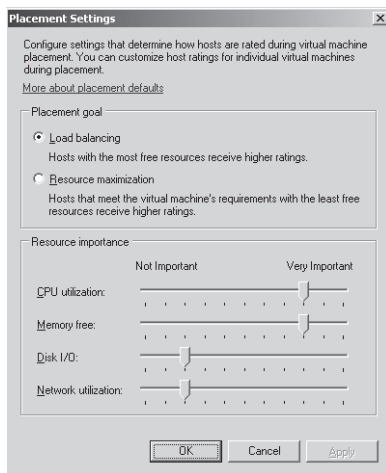 Placement Settings
Configure settings that determine how hosts are rated during virtual machine
placement. You can customize host ratings for individual virtual machines
during placement.
More about placement defaults
Placement goal
Load balancing
Hosts with the most free resources receive higher ratings.
Resource maximization
Hosts that meet the virtual machine's requirements with the least free
resources receive higher ratings.
Resource importance
Not Important Very Important
CPU utilization:
Memory free:
Disk I/O:
Network utilization:
OK Cancel Apply